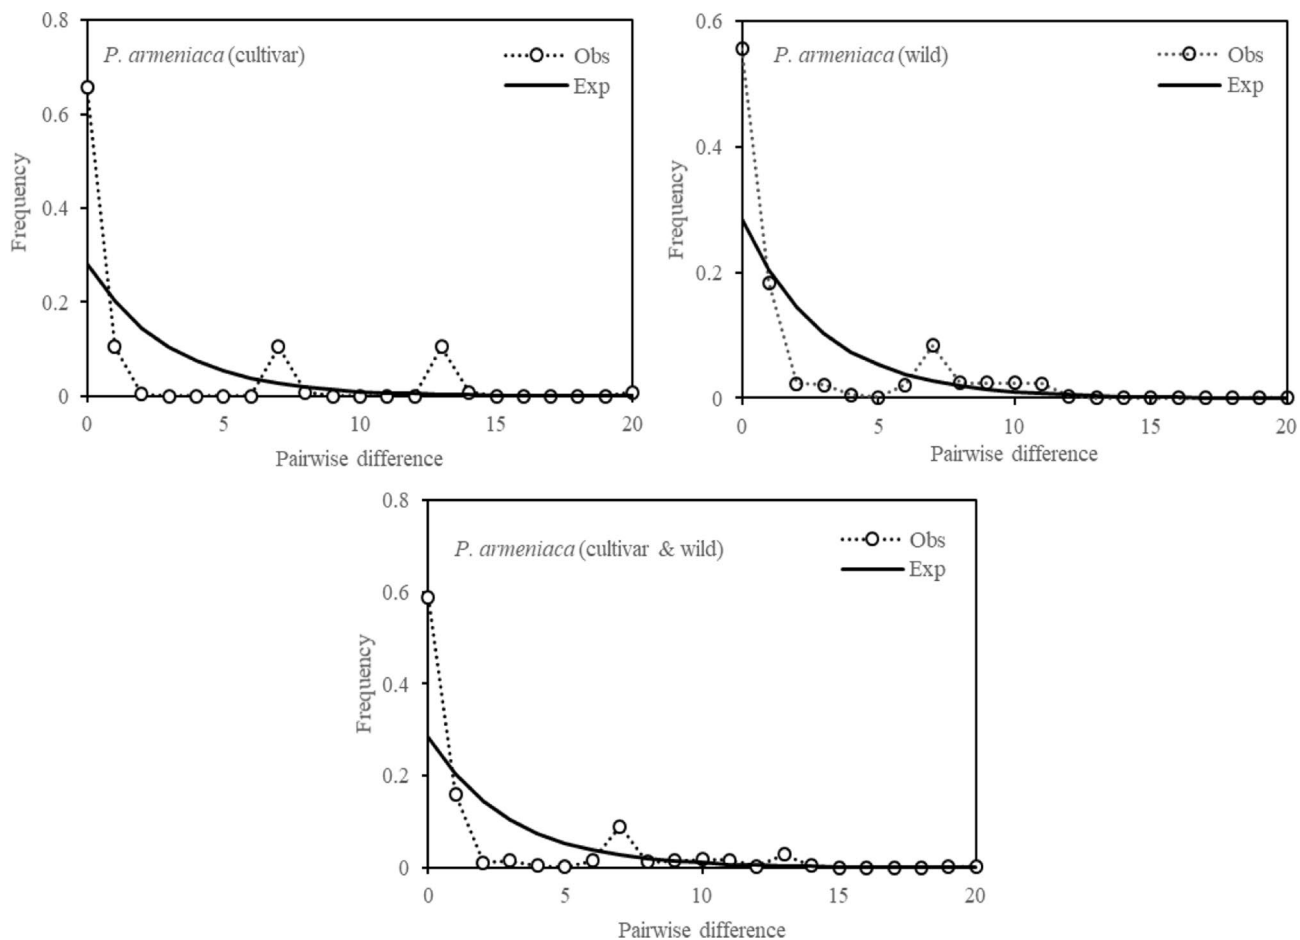 0.8
P. armeniaca (cultivar)
Obs
Exp
0.6
0.4
0.2
0
Frequency
0 5 10 15 20
Pairwise difference
0.6
P. armeniaca (wild)
Obs
Exp
0.4
0.2
0
Frequency
0 5 10 15 20
Pairwise difference
0.8
P. armeniaca (cultivar & wild)
Obs
Exp
0.6
0.4
0.2
0
Frequency
0 5 10 15 20
Pairwise difference